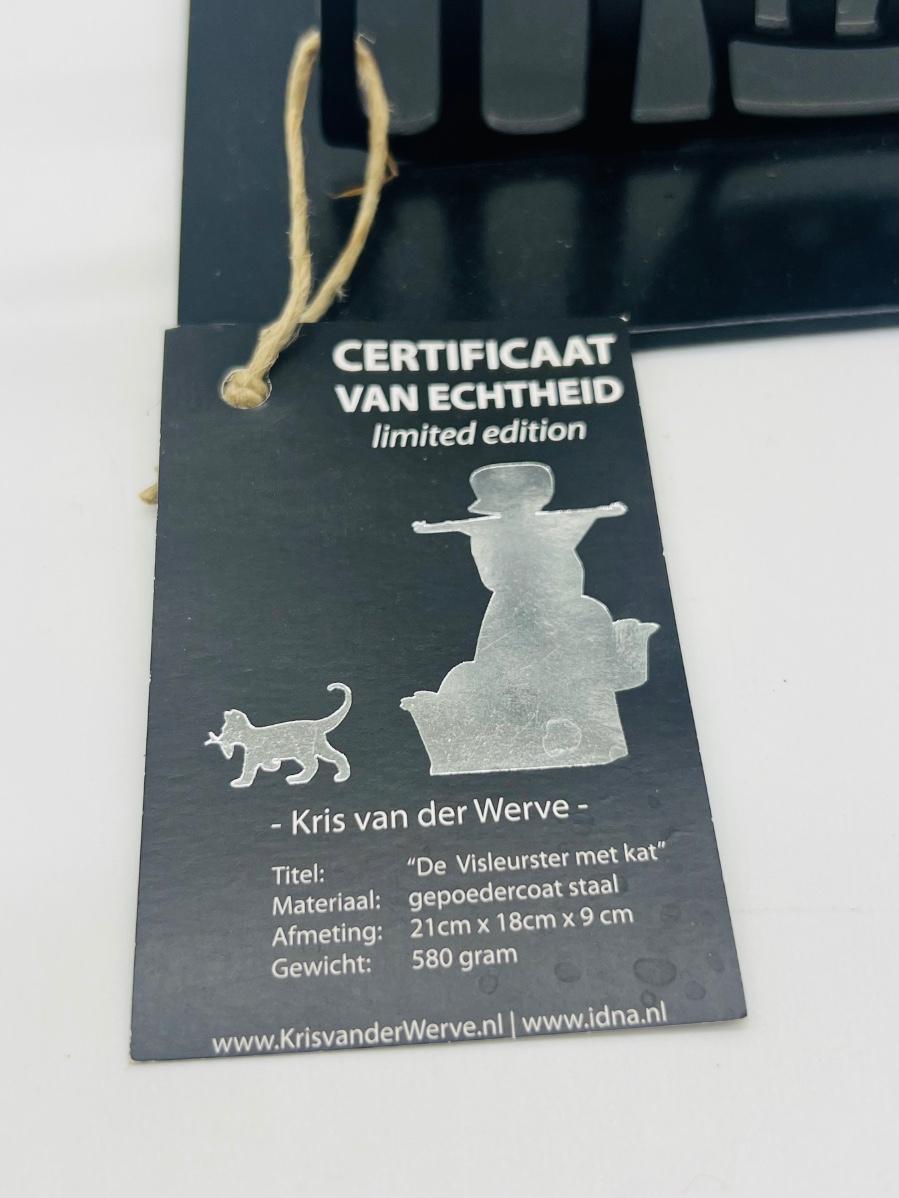 CERTIFICAAT
VAN ECHTHEID
limited edition
- Kris van der Werve -
Titel: “De Visleurster met kat”
Materiaal: gepoedercoat staal
Afmeting: 21cm x 18cm x 9 cm
Gewicht: 580 gram
www.KrisvanderWerve.nl | www.idna.nl